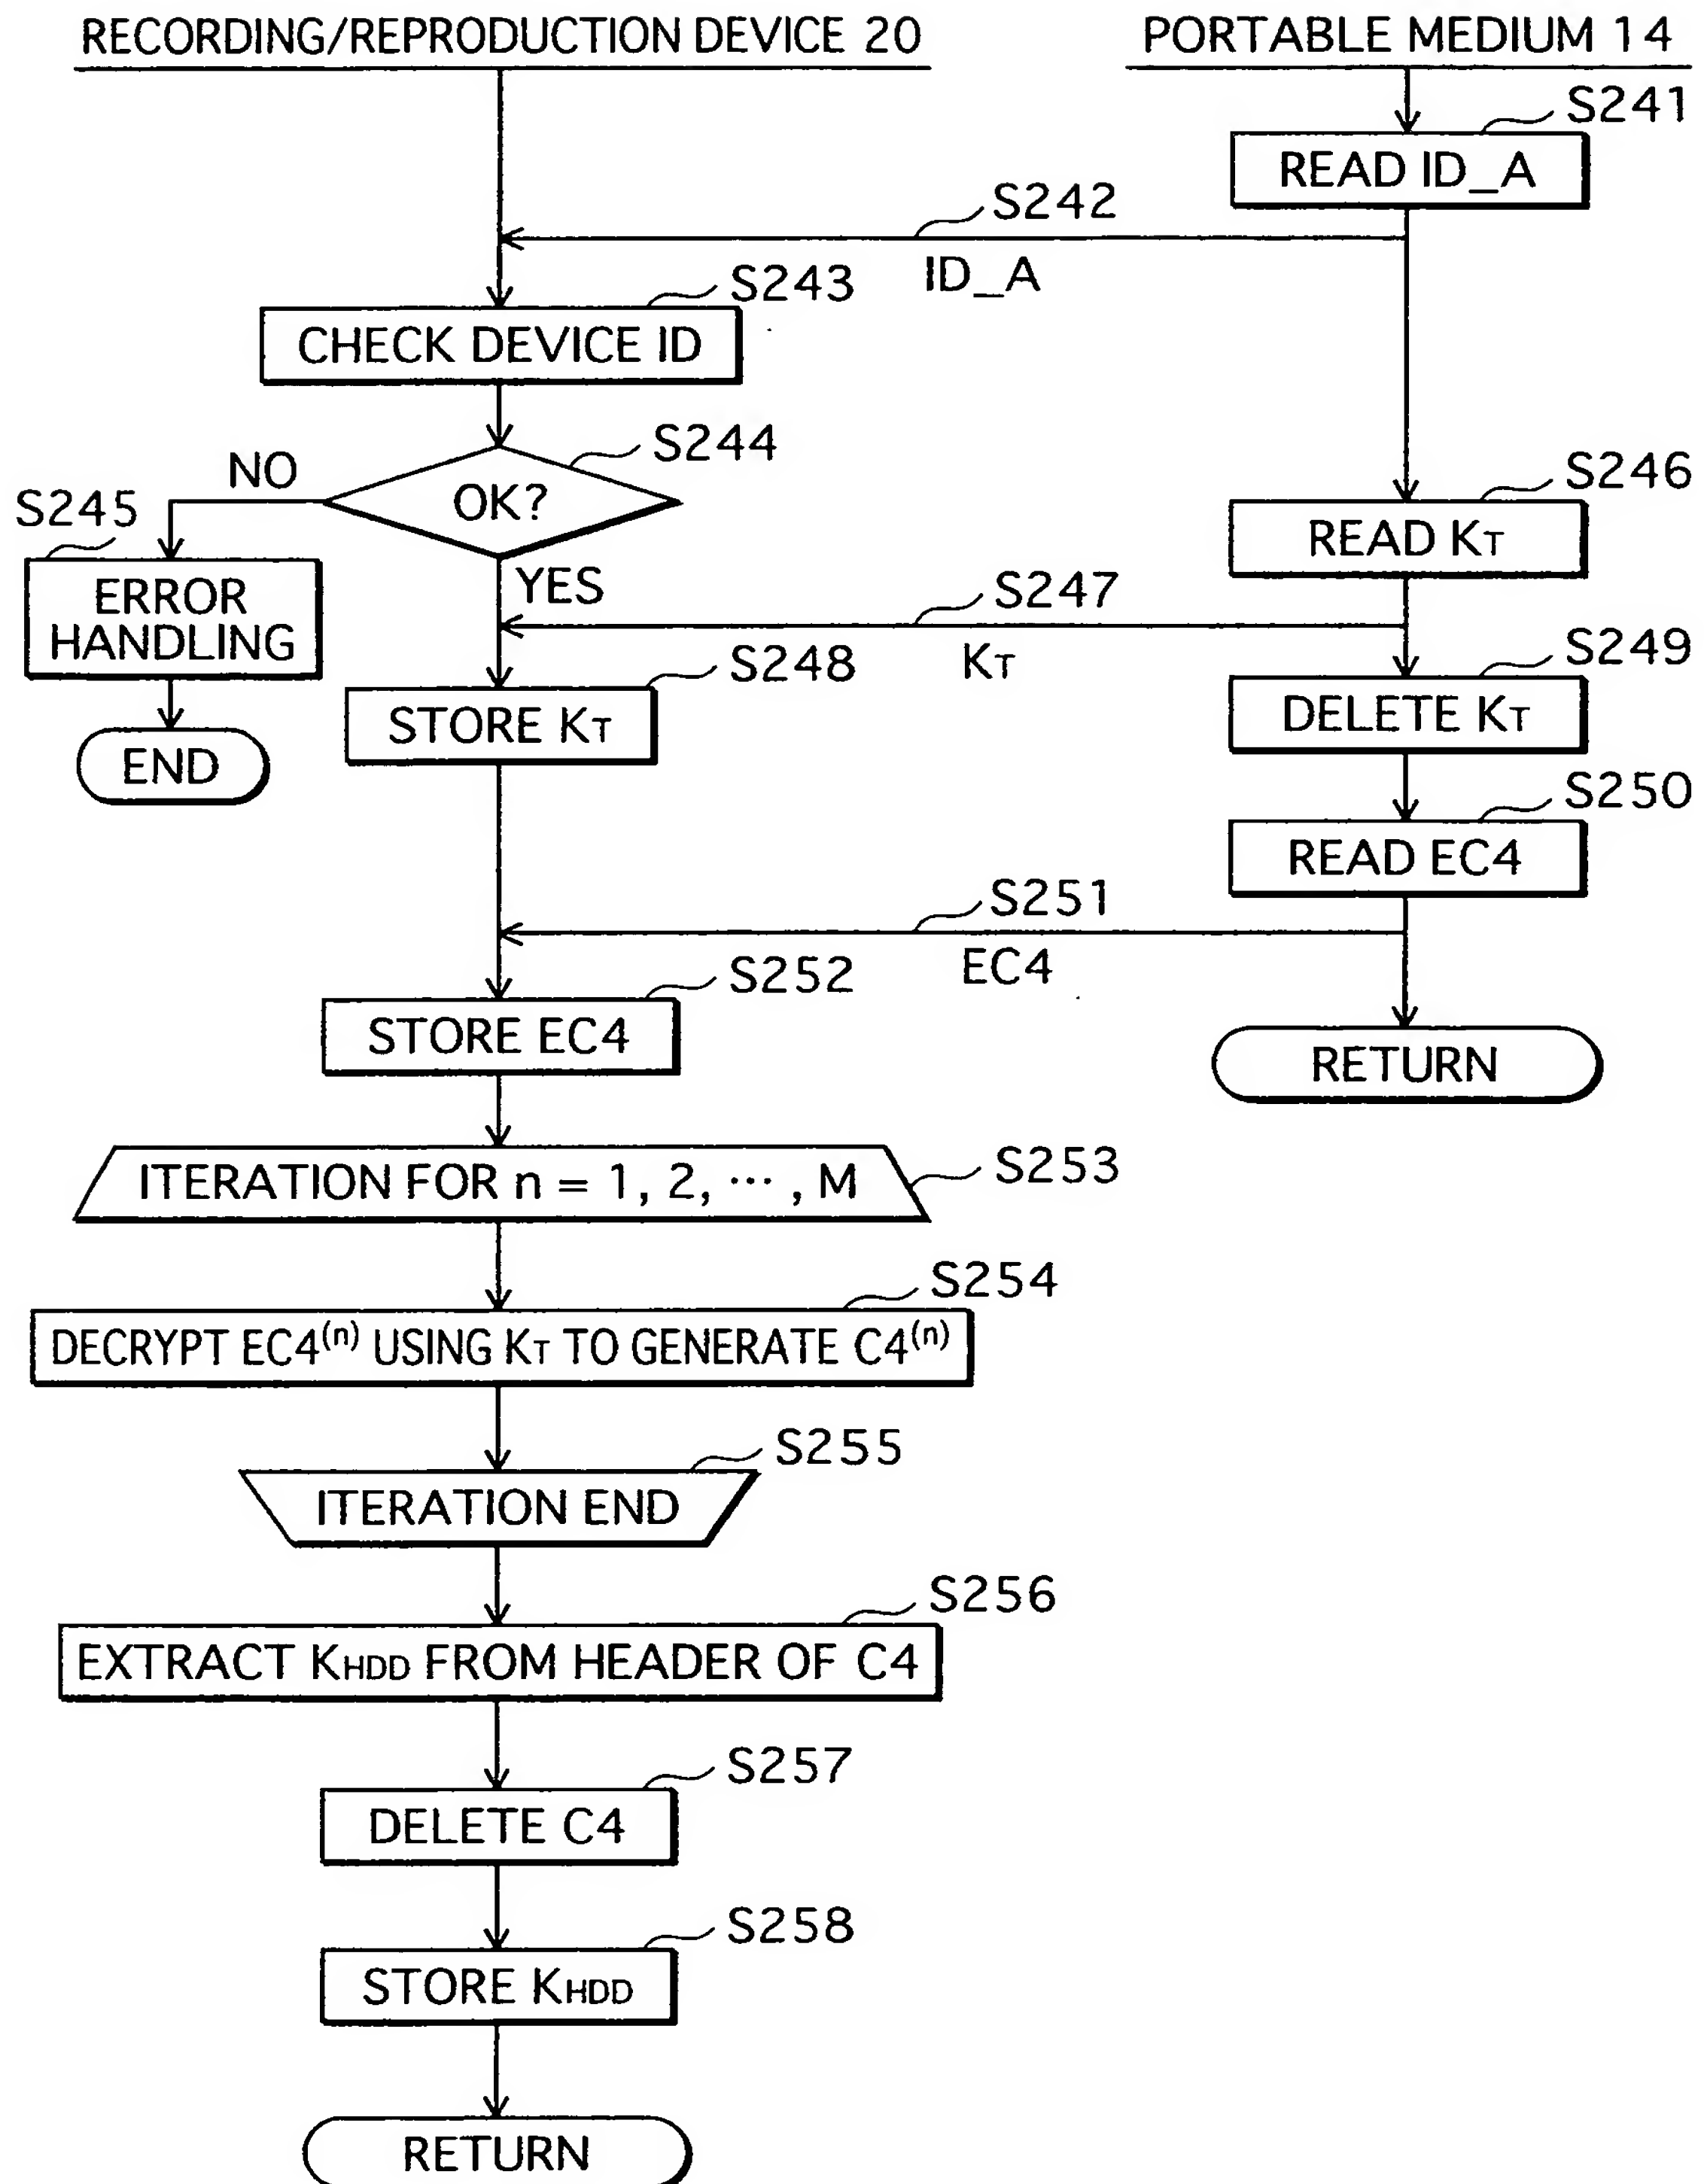 RECORDING/REPRODUCTION DEVICE 20
PORTABLE MEDIUM 14
S241
READ ID_A
S242
ID_A
S243
CHECK DEVICE ID
S244
NO
OK?
S245
S246
READ KT
ERROR
HANDLING
YES
S247
KT
S248
S249
STORE KT
DELETE KT
END
S250
READ EC4
S251
EC4
S252
STORE EC4
RETURN
ITERATION FOR n = 1, 2, ··· , M
S253
S254
DECRYPT EC4(n) USING KT TO GENERATE C4(n)
S255
ITERATION END
S256
EXTRACT KHDD FROM HEADER OF C4
S257
DELETE C4
S258
STORE KHDD
RETURN